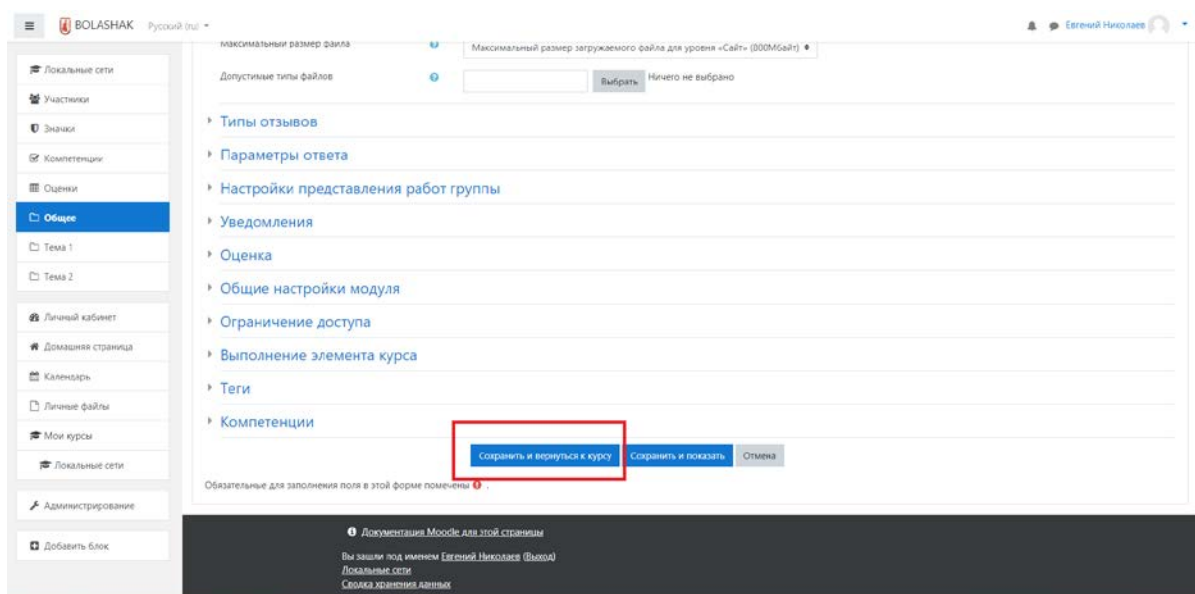 BOLASHAK Русский (ru)
Евгений Николаев
Максимальный размер файла
Максимальный размер загружаемого файла для уровня «Сайт» (000Мбайт)
Локальные сети
Допустимые типы файлов
Выбрать
Ничего не выбрано
Участники
Значки
Компетенции
Оценки
Общее
Тема 1
Тема 2
Личный кабинет
Домашняя страница
Календарь
Личные файлы
Мои курсы
Локальные сети
Администрирование
Добавить блок
Типы отзывов
Параметры ответа
Настройки представления работ группы
Уведомления
Оценка
Общие настройки модуля
Ограничение доступа
Выполнение элемента курса
Теги
Компетенции
Сохранить и вернуться к курсу
Сохранить и показать
Отмена
Обязательные для заполнения поля в этой форме помечены .
Документация Moodle для этой страницы
Вы зашли под именем Евгений Николаев (Выход)
Локальные сети
Сводка хранения данных